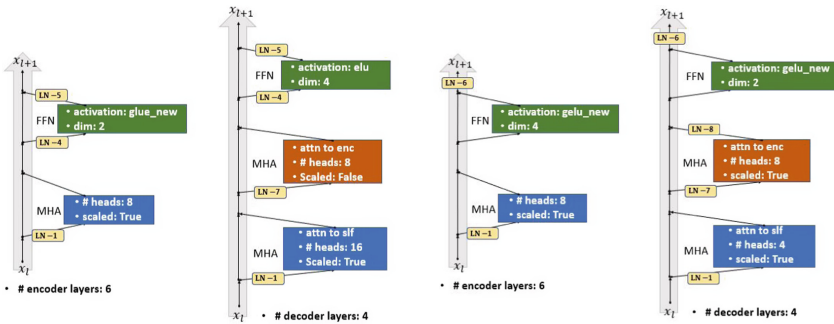 x_{l+1}
LN-5
FFN
• activation: glue_new
• dim: 2
LN-4
MHA
• # heads: 8
• scaled: True
LN-1
x_l
• # encoder layers: 6
x_{l+1}
LN-5
FFN
• activation: elu
• dim: 4
LN-4
MHA
• attn to enc
• # heads: 8
• Scaled: False
LN-7
MHA
• attn to slf
• # heads: 16
• Scaled: True
LN-1
x_l
• # decoder layers: 4
x_{l+1}
LN-6
FFN
• activation: gelu_new
• dim: 4
MHA
• # heads: 8
• scaled: True
LN-1
x_l
• # encoder layers: 6
x_{l+1}
LN-6
FFN
• activation: gelu_new
• dim: 2
LN-8
MHA
• attn to enc
• # heads: 8
• scaled: True
LN-7
MHA
• attn to slf
• # heads: 4
• scaled: True
LN-1
x_l
• # decoder layers: 4